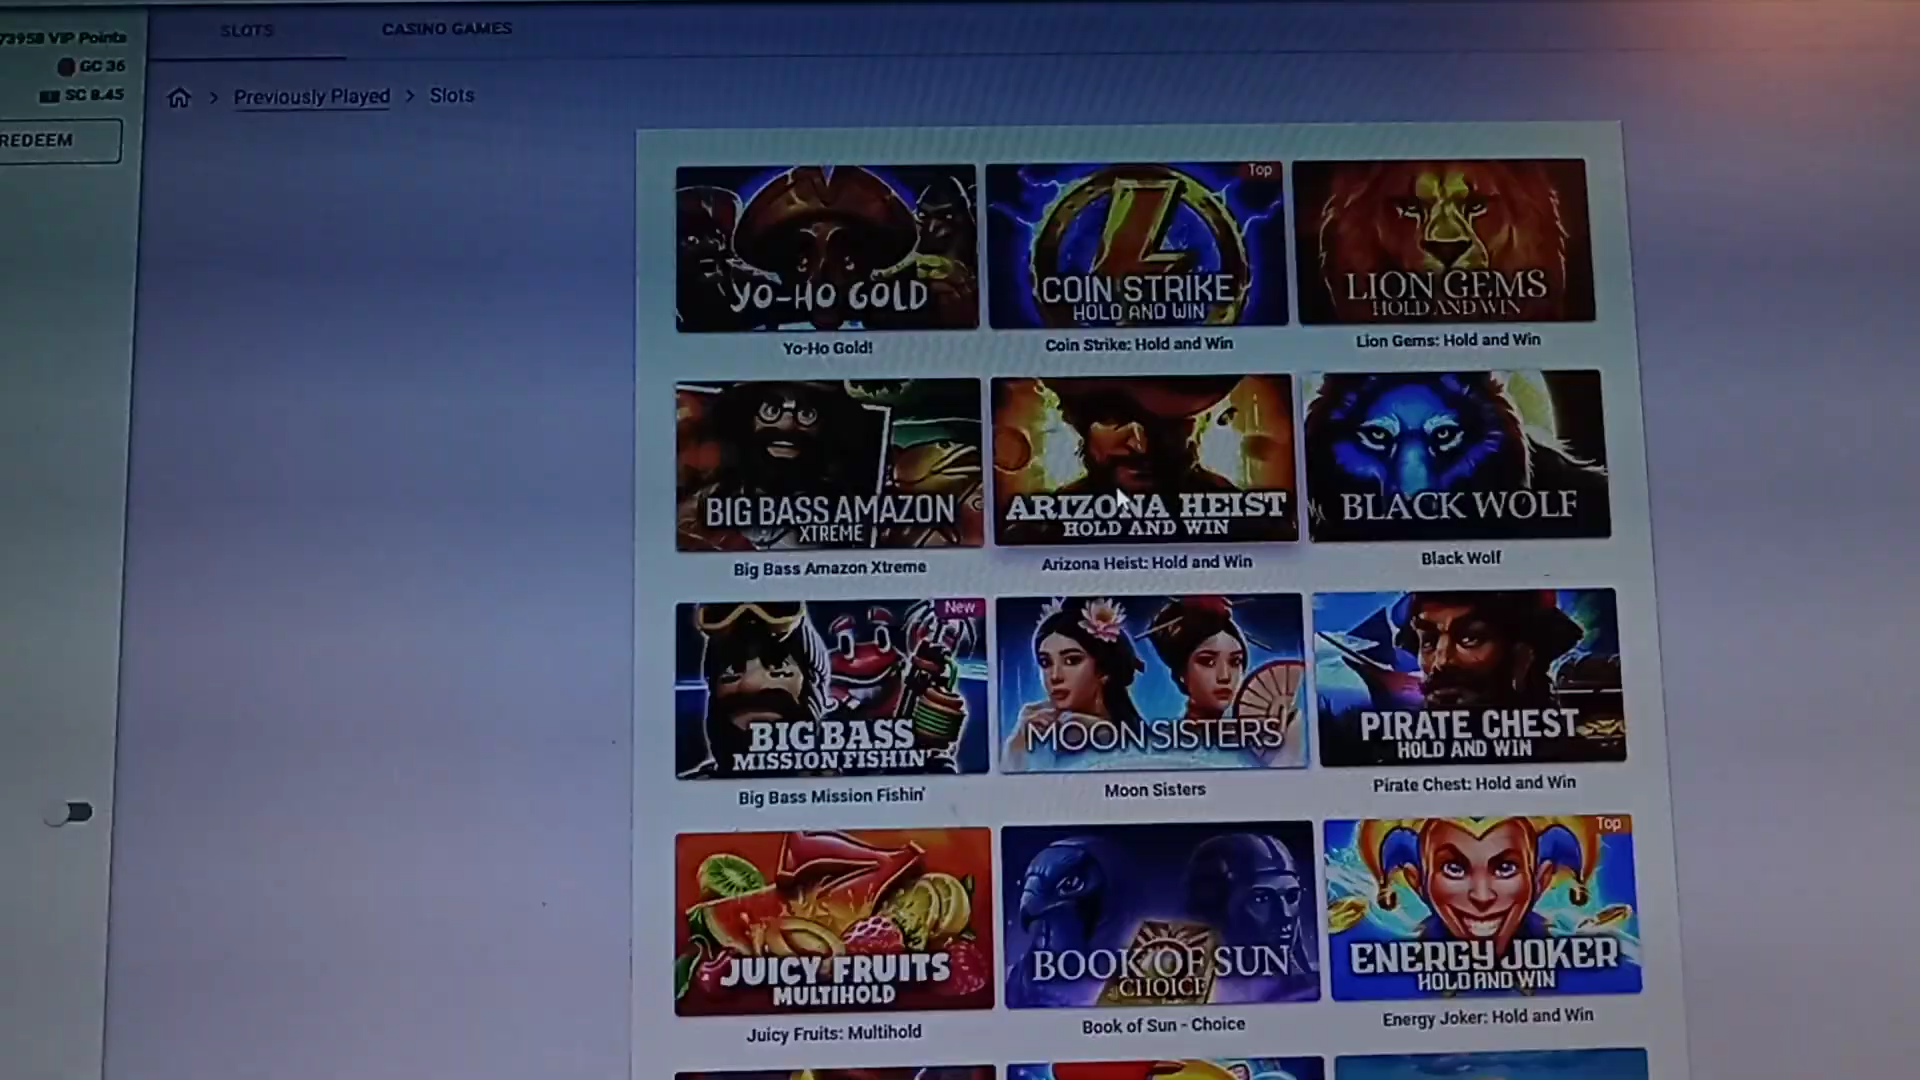 73958 VIP Points
GC 36
SC 8.45
REDEEM
SLOTS
CASINO GAMES
> Previously Played > Slots
YO-HO GOLD
Yo-Ho Gold!
Top
COIN STRIKE
HOLD AND WIN
Coin Strike: Hold and Win
LION GEMS
HOLD AND WIN
Lion Gems: Hold and Win
BIG BASS AMAZON
XTREME
Big Bass Amazon Xtreme
ARIZONA HEIST
HOLD AND WIN
Arizona Heist: Hold and Win
BLACK WOLF
Black Wolf
New
BIG BASS
MISSION FISHIN'
Big Bass Mission Fishin'
MOON SISTERS
Moon Sisters
PIRATE CHEST
HOLD AND WIN
Pirate Chest: Hold and Win
JUICY FRUITS
MULTIHOLD
Juicy Fruits: Multihold
BOOK OF SUN
CHOICE
Book of Sun - Choice
Top
ENERGY JOKER
HOLD AND WIN
Energy Joker: Hold and Win